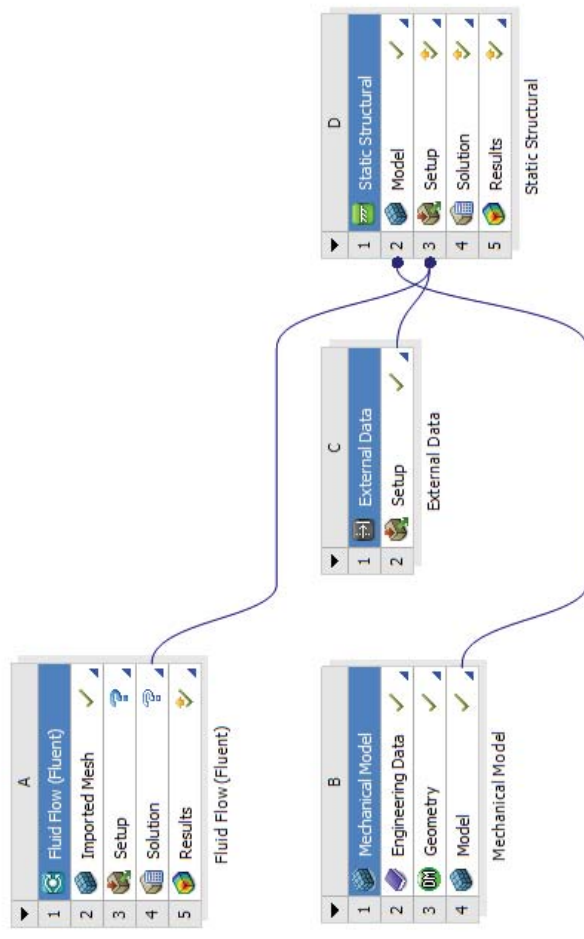 A
1 Fluid Flow (Fluent)
2 Imported Mesh
3 Setup ?
4 Solution ?
5 Results
Fluid Flow (Fluent)
B
1 Mechanical Model
2 Engineering Data
3 DM Geometry
4 Model
Mechanical Model
C
1 External Data
2 Setup
External Data
D
1 Static Structural
2 Model
3 Setup
4 Solution
5 Results
Static Structural